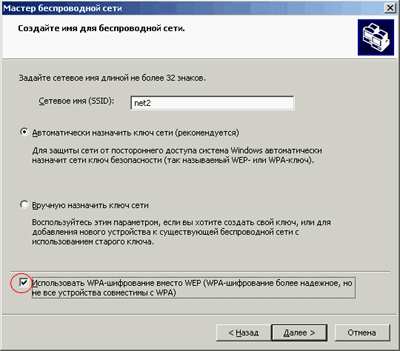 Мастер беспроводной сети
Создайте имя для беспроводной сети.
Задайте сетевое имя длиной не более 32 знаков.
Сетевое имя (SSID): net2
Автоматически назначить ключ сети (рекомендуется)
Для защиты сети от постороннего доступа система Windows автоматически
назначит сети ключ безопасности (так называемый WEP- или WPA-ключ).
Вручную назначить ключ сети
Воспользуйтесь этим параметром, если вы хотите создать свой ключ, или для
добавления нового устройства к существующей беспроводной сети с
использованием старого ключа.
Использовать WPA-шифрование вместо WEP (WPA-шифрование более надежное, но
не все устройства совместимы с WPA)
< Назад Далее > Отмена